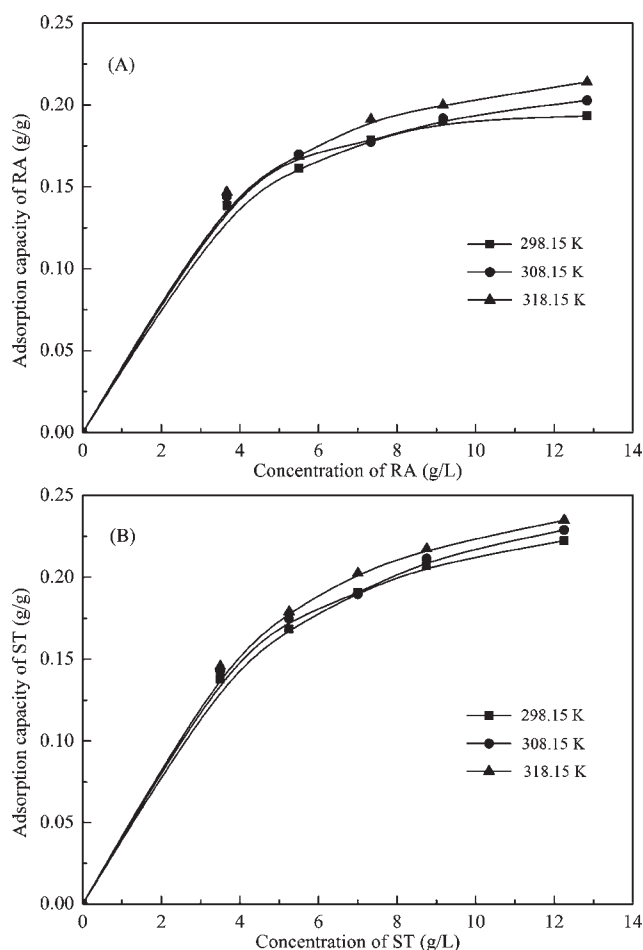 0.25
(A)
0.20
0.15
0.10
0.05
0.00
Adsorption capacity of RA (g/g)
298.15 K
308.15 K
318.15 K
0 2 4 6 8 10 12 14
Concentration of RA (g/L)
0.25
(B)
0.20
0.15
0.10
0.05
0.00
Adsorption capacity of ST (g/g)
298.15 K
308.15 K
318.15 K
0 2 4 6 8 10 12 14
Concentration of ST (g/L)